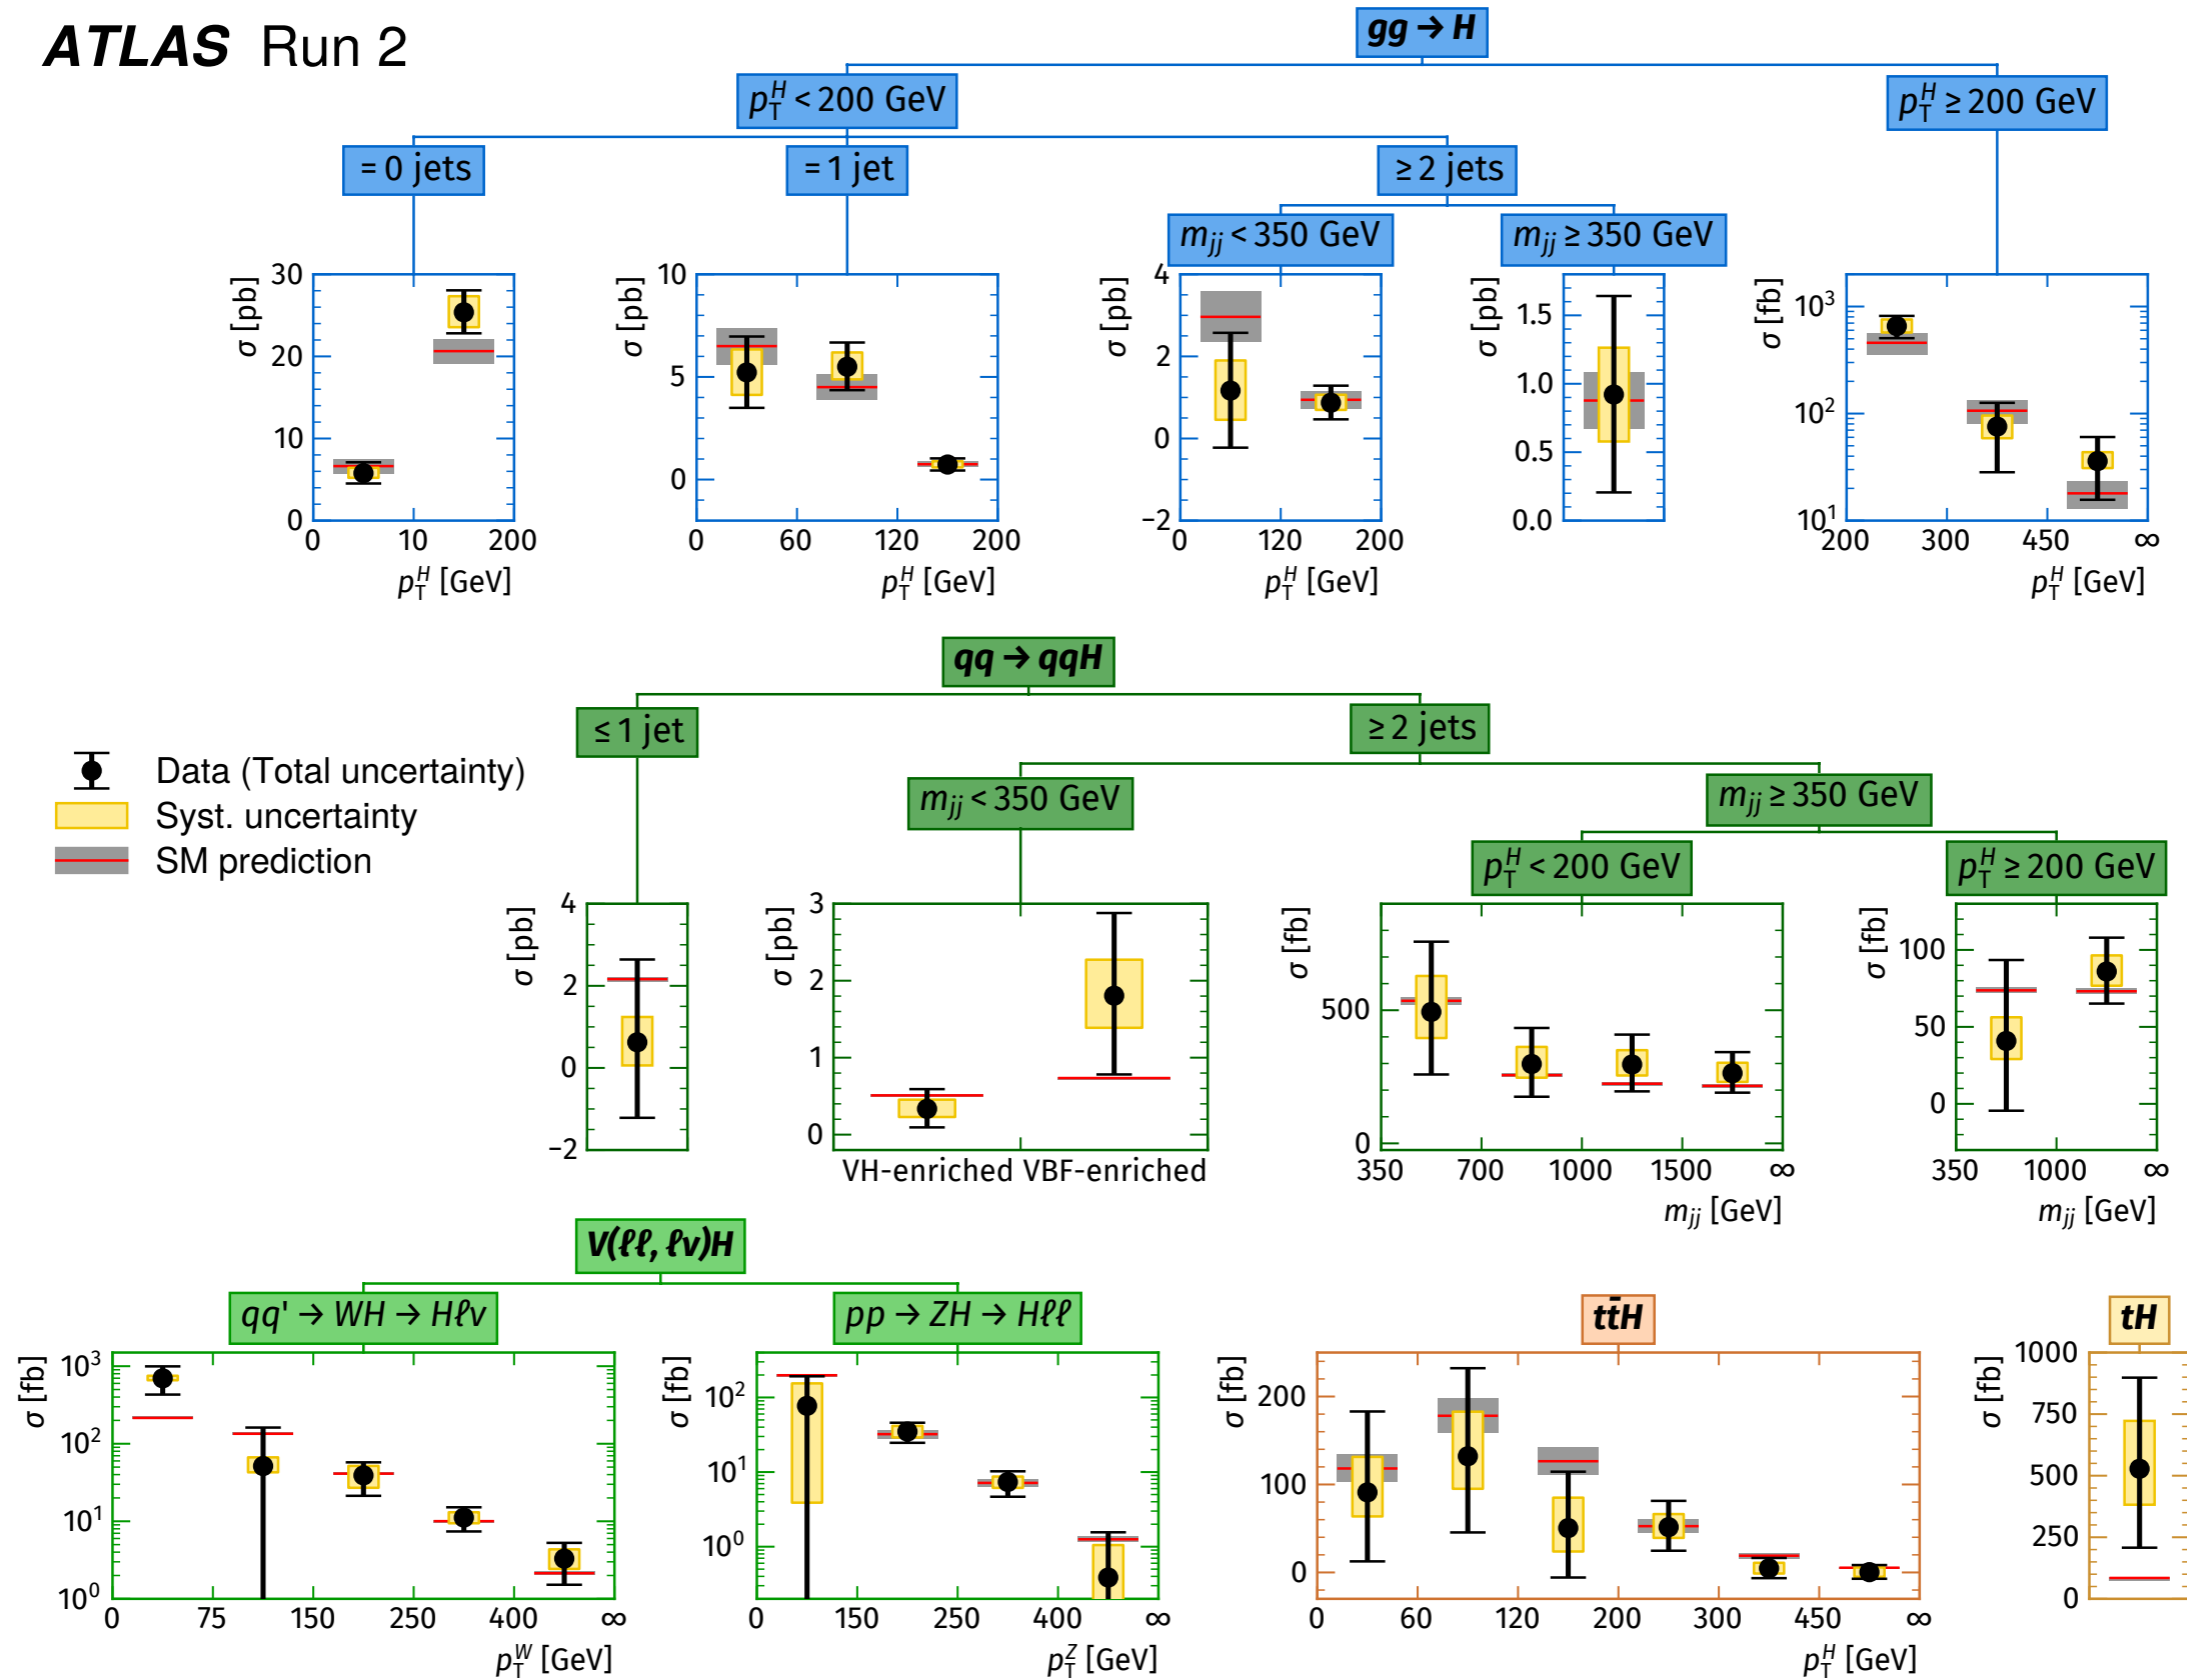 ATLAS Run 2
gg → H
p_T^H < 200 GeV
p_T^H ≥ 200 GeV
= 0 jets
= 1 jet
≥ 2 jets
m_jj < 350 GeV
m_jj ≥ 350 GeV
σ [pb]
30
20
10
0
0 10 200
p_T^H [GeV]
σ [pb]
10
5
0
0 60 120 200
p_T^H [GeV]
σ [pb]
4
2
0
−2
0 120 200
p_T^H [GeV]
σ [pb]
1.5
1.0
0.5
0.0
σ [fb]
10^3
10^2
10^1
200 300 450 ∞
p_T^H [GeV]
qq → qqH
≤ 1 jet
≥ 2 jets
m_jj < 350 GeV
m_jj ≥ 350 GeV
p_T^H < 200 GeV
p_T^H ≥ 200 GeV
Data (Total uncertainty)
Syst. uncertainty
SM prediction
σ [pb]
4
2
0
−2
σ [pb]
3
2
1
0
VH-enriched VBF-enriched
σ [fb]
500
0
350 700 1000 1500 ∞
m_jj [GeV]
σ [fb]
100
50
0
350 1000 ∞
m_jj [GeV]
V(ℓℓ, ℓν)H
qq' → WH → Hℓν
pp → ZH → Hℓℓ
tt̄H
tH
σ [fb]
10^3
10^2
10^1
10^0
0 75 150 250 400 ∞
p_T^W [GeV]
σ [fb]
10^2
10^1
10^0
0 150 250 400 ∞
p_T^Z [GeV]
σ [fb]
200
100
0
0 60 120 200 300 450 ∞
p_T^H [GeV]
σ [fb]
1000
750
500
250
0